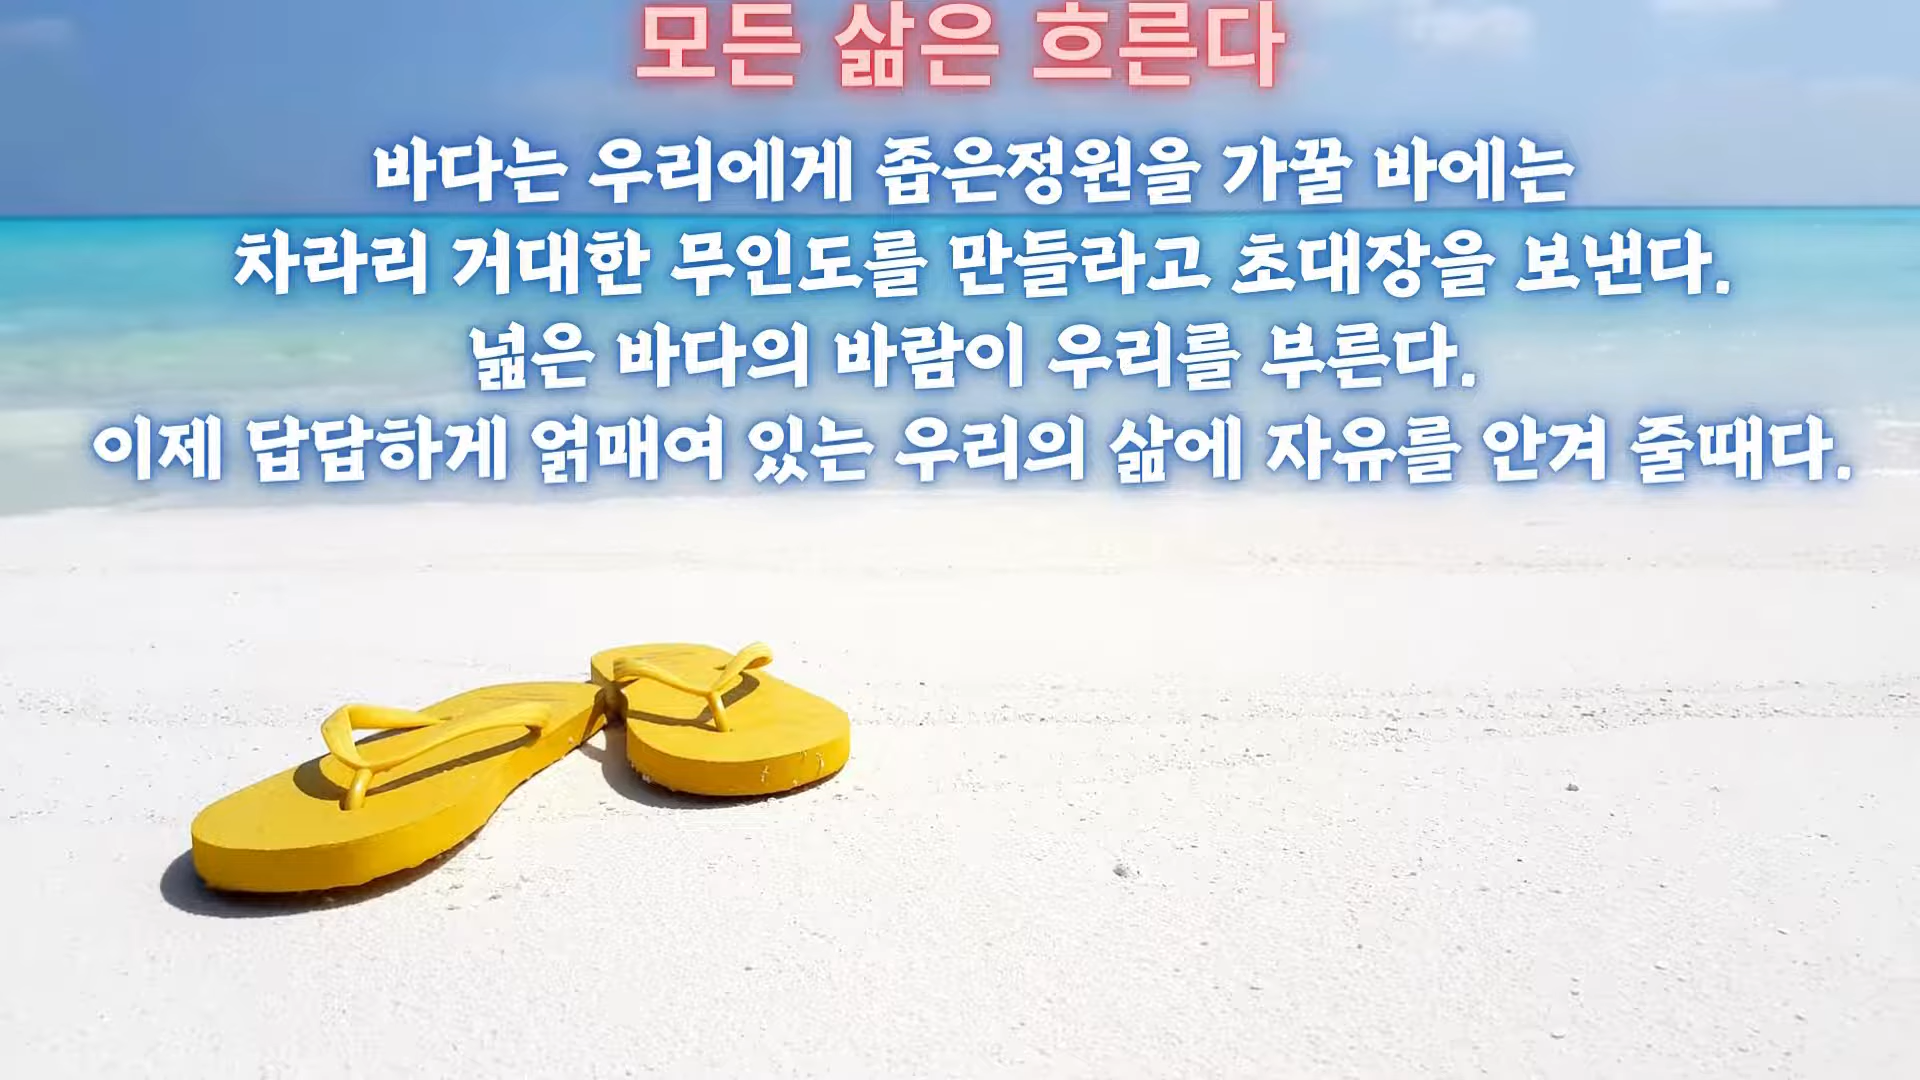 모든 삶은 흐른다
바다는 우리에게 좁은정원을 가꿀 바에는
차라리 거대한 무인도를 만들라고 초대장을 보낸다.
넓은 바다의 바람이 우리를 부른다.
이제 답답하게 얽매여 있는 우리의 삶에 자유를 안겨 줄때다.